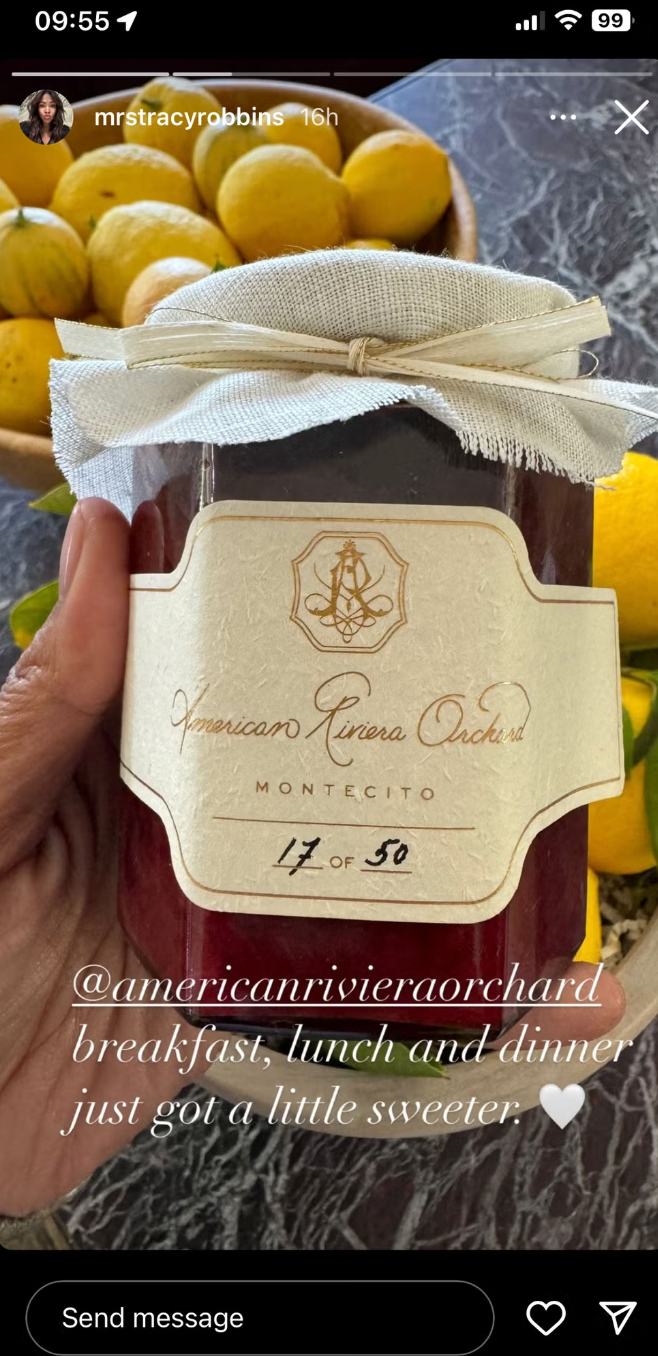 09:55
99
mrstracyrobbins 16h
American Riviera Orchard
MONTECITO
17 OF 50
@americanrivieraorchard
breakfast, lunch and dinner
just got a little sweeter. 🤍
Send message